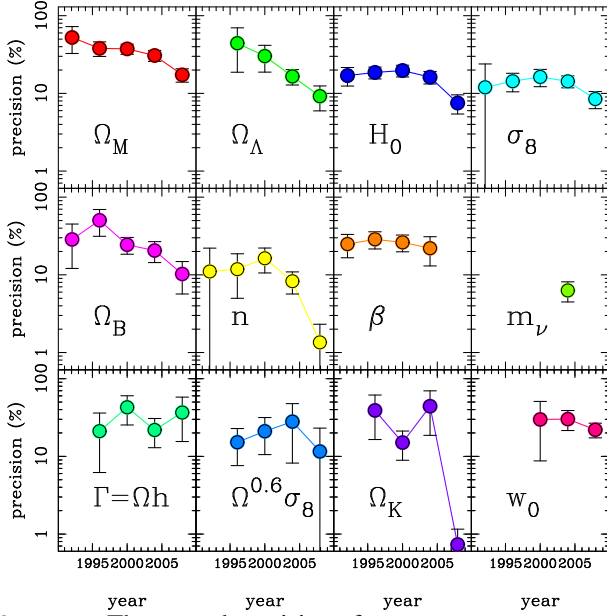 precision (%)
100
10
1
Ω_M
Ω_Λ
H_0
σ_8
precision (%)
100
10
1
Ω_B
n
β
m_ν
precision (%)
100
10
1
Γ=Ωh
Ω^0.6σ_8
Ω_K
w_0
1995 2000 2005
1995 2000 2005
1995 2000 2005
1995 2000 2005
year
year
year
year